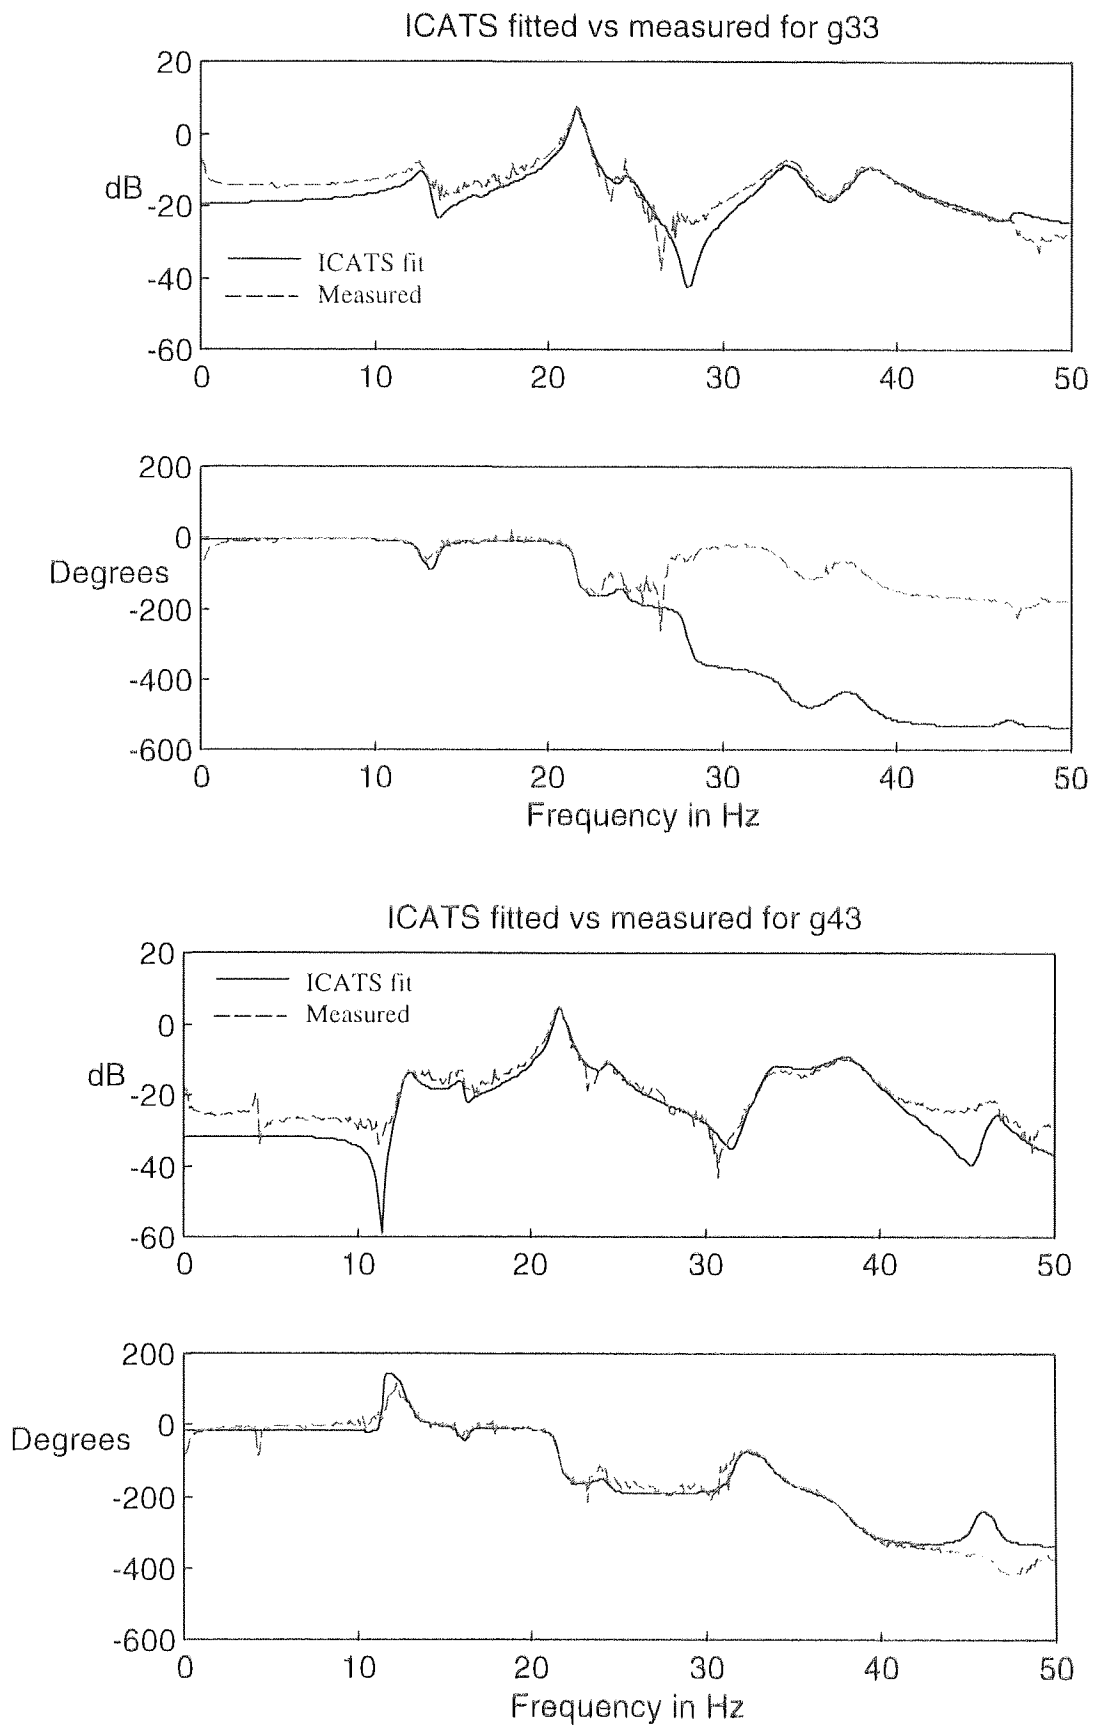 ICATS fitted vs measured for g33
20
0
dB
-20
-40
-60
ICATS fit
Measured
0 10 20 30 40 50
200
0
Degrees
-200
-400
-600
0 10 20 30 40 50
Frequency in Hz
ICATS fitted vs measured for g43
20
ICATS fit
Measured
0
dB
-20
-40
-60
0 10 20 30 40 50
200
0
Degrees
-200
-400
-600
0 10 20 30 40 50
Frequency in Hz